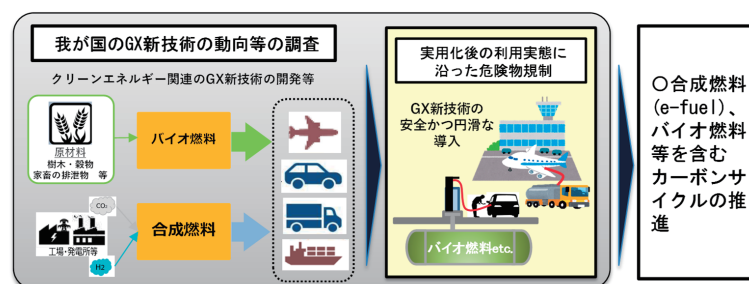 我が国のGX新技術の動向等の調査
クリーンエネルギー関連のGX新技術の開発等
原材料
樹木・穀物
家畜の排泄物　等
バイオ燃料
CO₂
工場・発電所等
H2
合成燃料
実用化後の利用実態に
沿った危険物規制
GX新技術の
安全かつ円滑な
導入
バイオ燃料etc.
〇合成燃料
(e-fuel)、
バイオ燃料
等を含む
カーボンサ
イクルの推
進